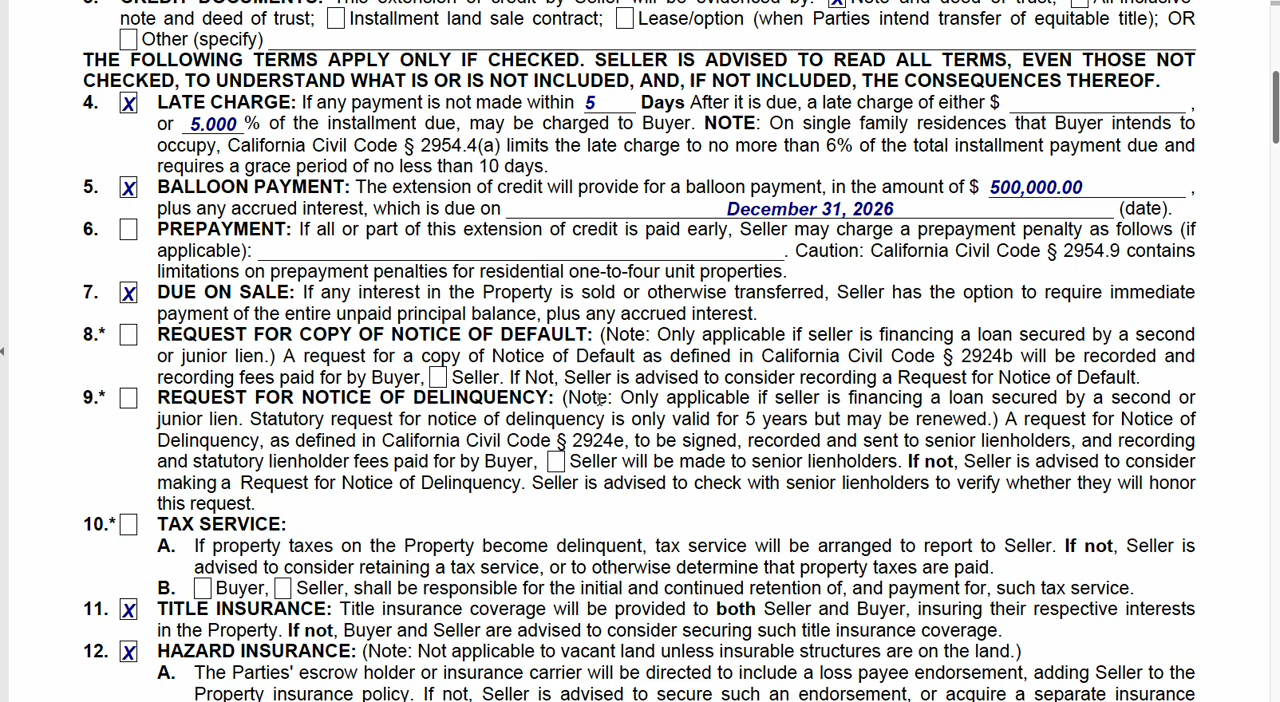 note and deed of trust; Installment land sale contract; Lease/option (when Parties intend transfer of equitable title); OR
Other (specify)
THE FOLLOWING TERMS APPLY ONLY IF CHECKED. SELLER IS ADVISED TO READ ALL TERMS, EVEN THOSE NOT
CHECKED, TO UNDERSTAND WHAT IS OR IS NOT INCLUDED, AND, IF NOT INCLUDED, THE CONSEQUENCES THEREOF.
4. X LATE CHARGE: If any payment is not made within 5 Days After it is due, a late charge of either $ ,
or 5.000 % of the installment due, may be charged to Buyer. NOTE: On single family residences that Buyer intends to
occupy, California Civil Code § 2954.4(a) limits the late charge to no more than 6% of the total installment payment due and
requires a grace period of no less than 10 days.
5. X BALLOON PAYMENT: The extension of credit will provide for a balloon payment, in the amount of $ 500,000.00 ,
plus any accrued interest, which is due on December 31, 2026 (date).
6. PREPAYMENT: If all or part of this extension of credit is paid early, Seller may charge a prepayment penalty as follows (if
applicable): . Caution: California Civil Code § 2954.9 contains
limitations on prepayment penalties for residential one-to-four unit properties.
7. X DUE ON SALE: If any interest in the Property is sold or otherwise transferred, Seller has the option to require immediate
payment of the entire unpaid principal balance, plus any accrued interest.
8.* REQUEST FOR COPY OF NOTICE OF DEFAULT: (Note: Only applicable if seller is financing a loan secured by a second
or junior lien.) A request for a copy of Notice of Default as defined in California Civil Code § 2924b will be recorded and
recording fees paid for by Buyer, Seller. If Not, Seller is advised to consider recording a Request for Notice of Default.
9.* REQUEST FOR NOTICE OF DELINQUENCY: (Note: Only applicable if seller is financing a loan secured by a second or
junior lien. Statutory request for notice of delinquency is only valid for 5 years but may be renewed.) A request for Notice of
Delinquency, as defined in California Civil Code § 2924e, to be signed, recorded and sent to senior lienholders, and recording
and statutory lienholder fees paid for by Buyer, Seller will be made to senior lienholders. If not, Seller is advised to consider
making a Request for Notice of Delinquency. Seller is advised to check with senior lienholders to verify whether they will honor
this request.
10.* TAX SERVICE:
A. If property taxes on the Property become delinquent, tax service will be arranged to report to Seller. If not, Seller is
advised to consider retaining a tax service, or to otherwise determine that property taxes are paid.
B. Buyer, Seller, shall be responsible for the initial and continued retention of, and payment for, such tax service.
11. X TITLE INSURANCE: Title insurance coverage will be provided to both Seller and Buyer, insuring their respective interests
in the Property. If not, Buyer and Seller are advised to consider securing such title insurance coverage.
12. X HAZARD INSURANCE: (Note: Not applicable to vacant land unless insurable structures are on the land.)
A. The Parties' escrow holder or insurance carrier will be directed to include a loss payee endorsement, adding Seller to the
Property insurance policy. If not, Seller is advised to secure such an endorsement, or acquire a separate insurance